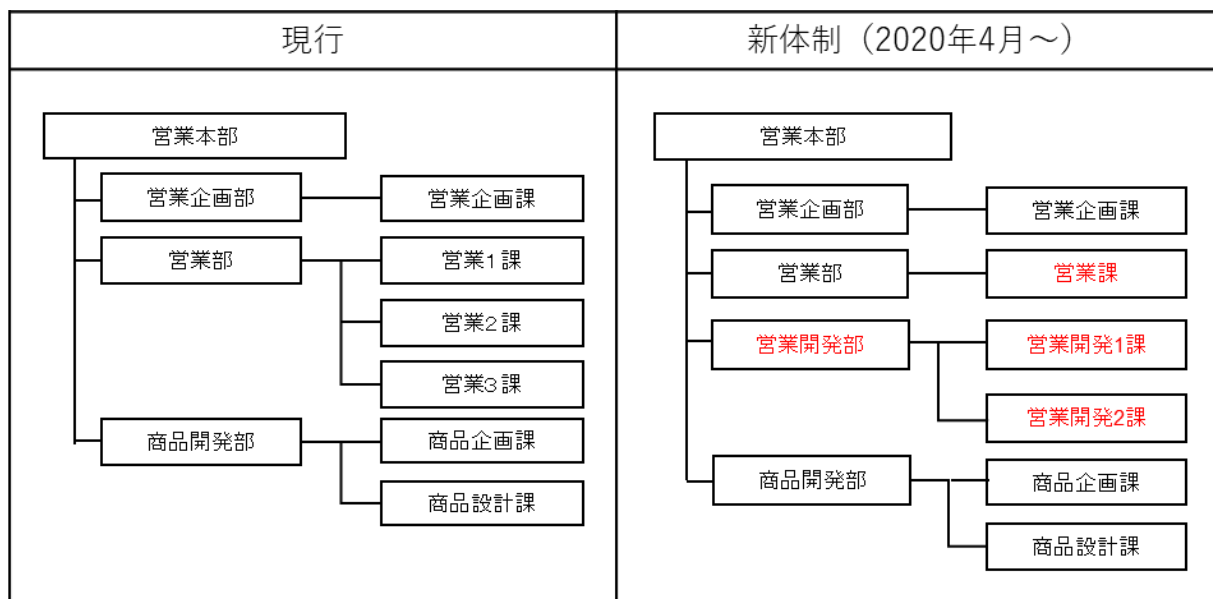 現行
営業本部
営業企画部
営業企画課
営業部
営業1課
営業2課
営業3課
商品開発部
商品企画課
商品設計課
新体制（2020年4月～）
営業本部
営業企画部
営業企画課
営業部
営業課
営業開発部
営業開発1課
営業開発2課
商品開発部
商品企画課
商品設計課